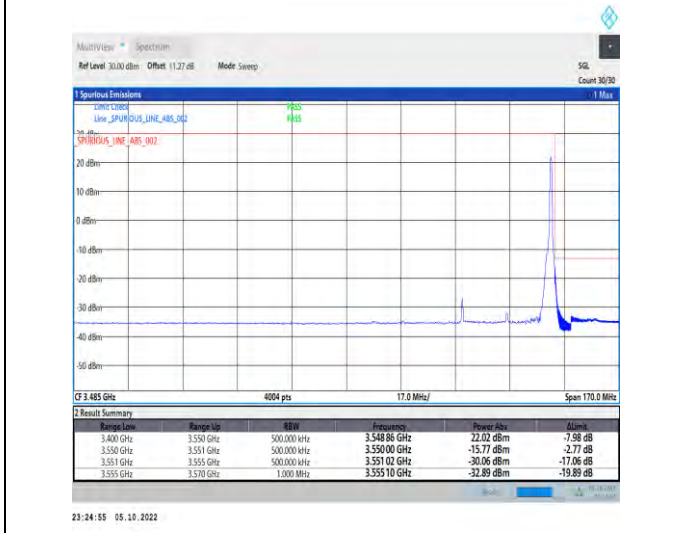 MultiView Spectrum
Ref Level 30.00 dBm Offset 11.27 dB Mode Sweep SGL
Count 30/30
1 Spurious Emissions 1 Max
Limit Check PASS
Line _SPURIOUS_LINE_ABS_002 PASS
_SPURIOUS_LINE_ABS_002
20 dBm
10 dBm
0 dBm
-10 dBm
-20 dBm
-30 dBm
-40 dBm
-50 dBm
CF 3.485 GHz 4004 pts 17.0 MHz/ Span 170.0 MHz
2 Result Summary
Range Low Range Up RBW Frequency Power Abs ΔLimit
3.400 GHz 3.550 GHz 500.000 kHz 3.548 86 GHz 22.02 dBm -7.98 dB
3.550 GHz 3.551 GHz 500.000 kHz 3.550 00 GHz -15.77 dBm -2.77 dB
3.551 GHz 3.555 GHz 500.000 kHz 3.551 02 GHz -30.06 dBm -17.06 dB
3.555 GHz 3.570 GHz 1.000 MHz 3.555 10 GHz -32.89 dBm -19.89 dB
23:24:55 05.10.2022